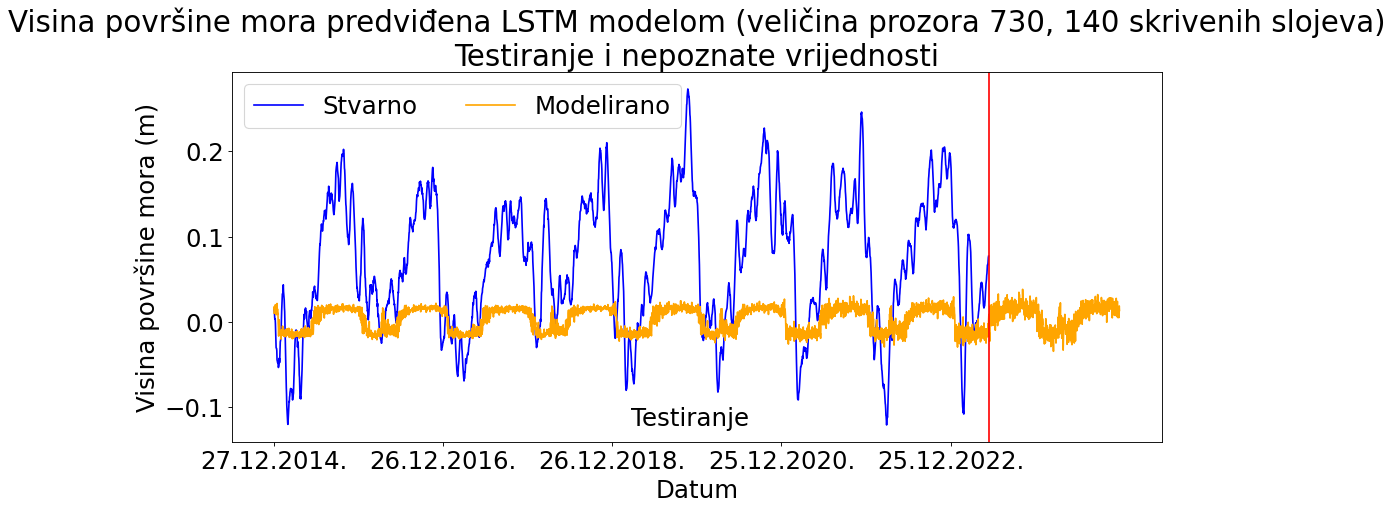 Visina površine mora predviđena LSTM modelom (veličina prozora 730, 140 skrivenih slojeva)
Testiranje i nepoznate vrijednosti
Stvarno Modelirano
Visina površine mora (m)
0.2
0.1
0.0
−0.1
Testiranje
27.12.2014. 26.12.2016. 26.12.2018. 25.12.2020. 25.12.2022.
Datum